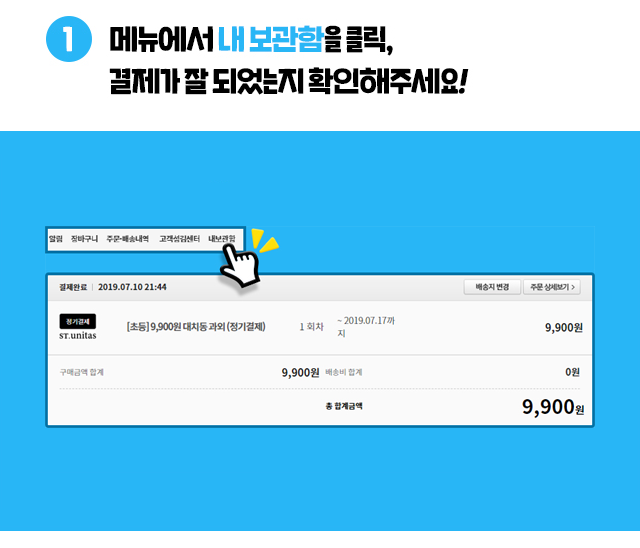 1
메뉴에서 내 보관함을 클릭,
결제가 잘 되었는지 확인해주세요!
알림 장바구니 주문·배송내역 고객섬김센터 내보관함
결제완료 | 2019.07.10 21:44 배송지 변경 주문 상세보기 >
정기결제
ST.unitas
[초등] 9,900원 대치동 과외 (정기결제) 1 회차 ~ 2019.07.17까
지
9,900원
구매금액 합계 9,900원 배송비 합계 0원
총 합계금액 9,900원